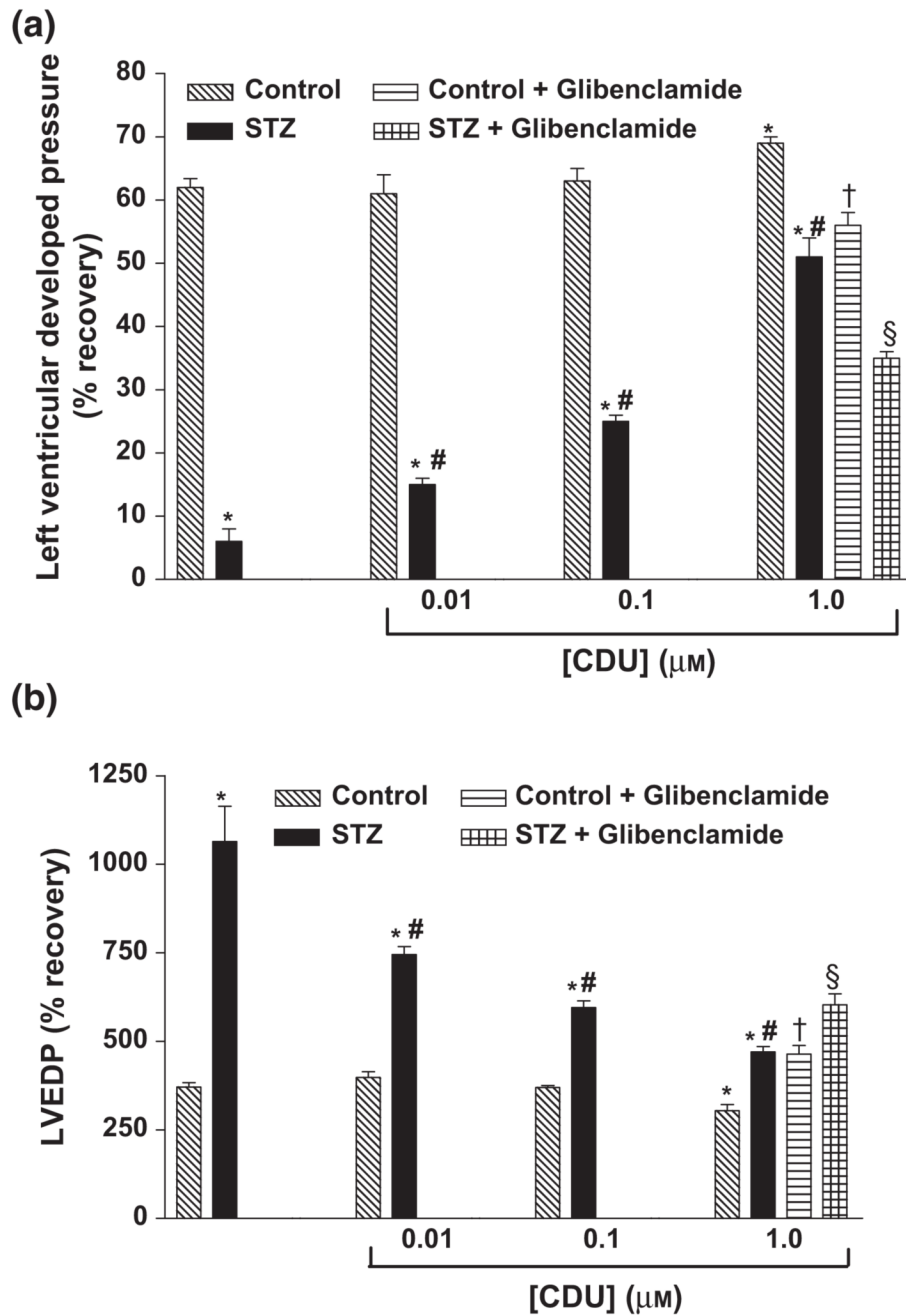 (a)
Left ventricular developed pressure
(% recovery)
80
70
60
50
40
30
20
10
0
Control
Control + Glibenclamide
STZ
STZ + Glibenclamide
*
* #
* #
*
* #
†
§
0.01 0.1 1.0
[CDU] (μM)
(b)
LVEDP (% recovery)
1250
1000
750
500
250
0
Control
Control + Glibenclamide
STZ
STZ + Glibenclamide
*
* #
* #
*
* #
†
§
0.01 0.1 1.0
[CDU] (μM)